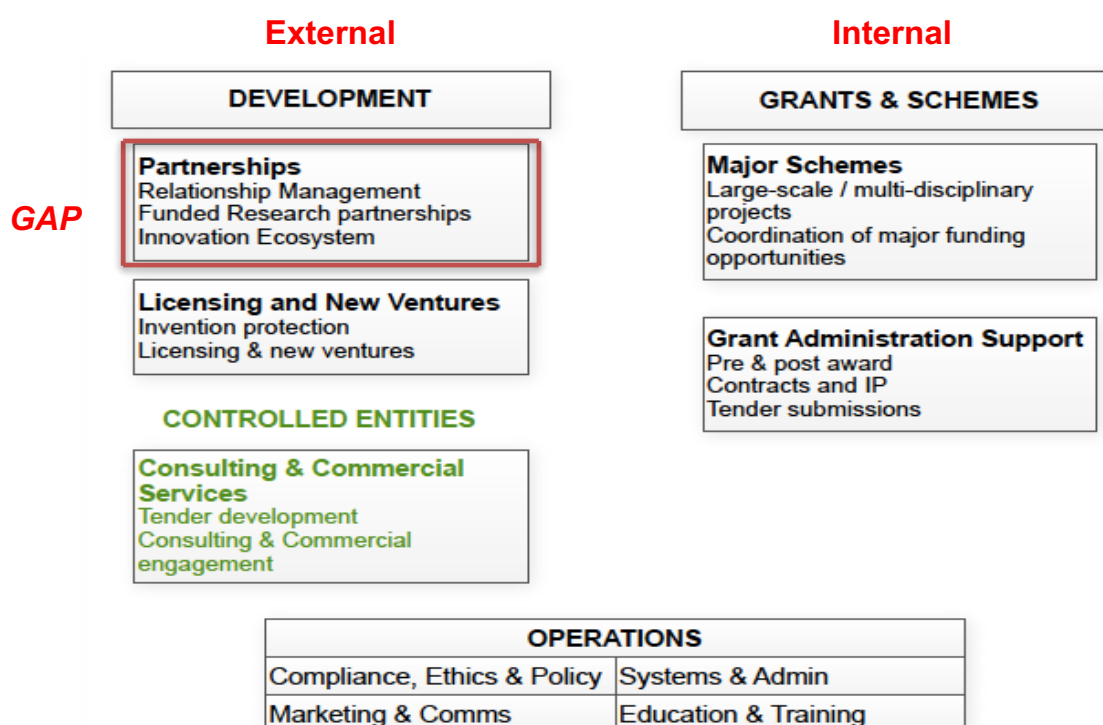 External
Internal
DEVELOPMENT
GRANTS & SCHEMES
GAP
Partnerships
Relationship Management
Funded Research partnerships
Innovation Ecosystem
Major Schemes
Large-scale / multi-disciplinary
projects
Coordination of major funding
opportunities
Licensing and New Ventures
Invention protection
Licensing & new ventures
Grant Administration Support
Pre & post award
Contracts and IP
Tender submissions
CONTROLLED ENTITIES
Consulting & Commercial
Services
Tender development
Consulting & Commercial
engagement
OPERATIONS
Compliance, Ethics & Policy
Systems & Admin
Marketing & Comms
Education & Training